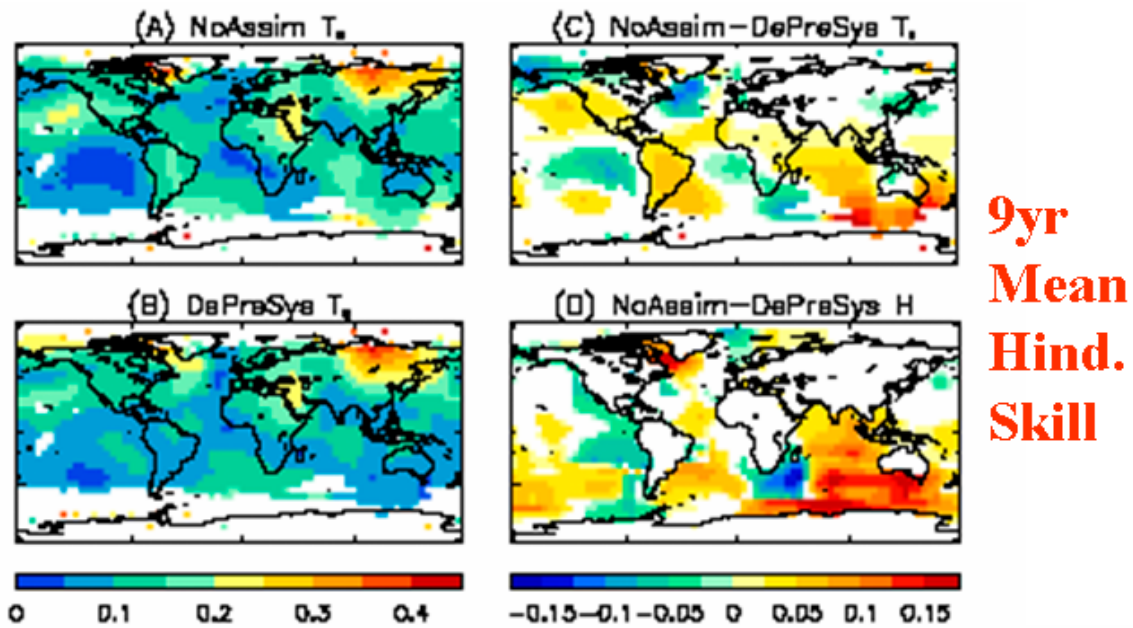 (A) NoAssim Tₛ
(C) NoAssim-DePreSys Tₛ
(B) DePreSys Tₛ
(D) NoAssim-DePreSys H
0 0.1 0.2 0.3 0.4
-0.15-0.1-0.05 0 0.05 0.1 0.15
9yr
Mean
Hind.
Skill